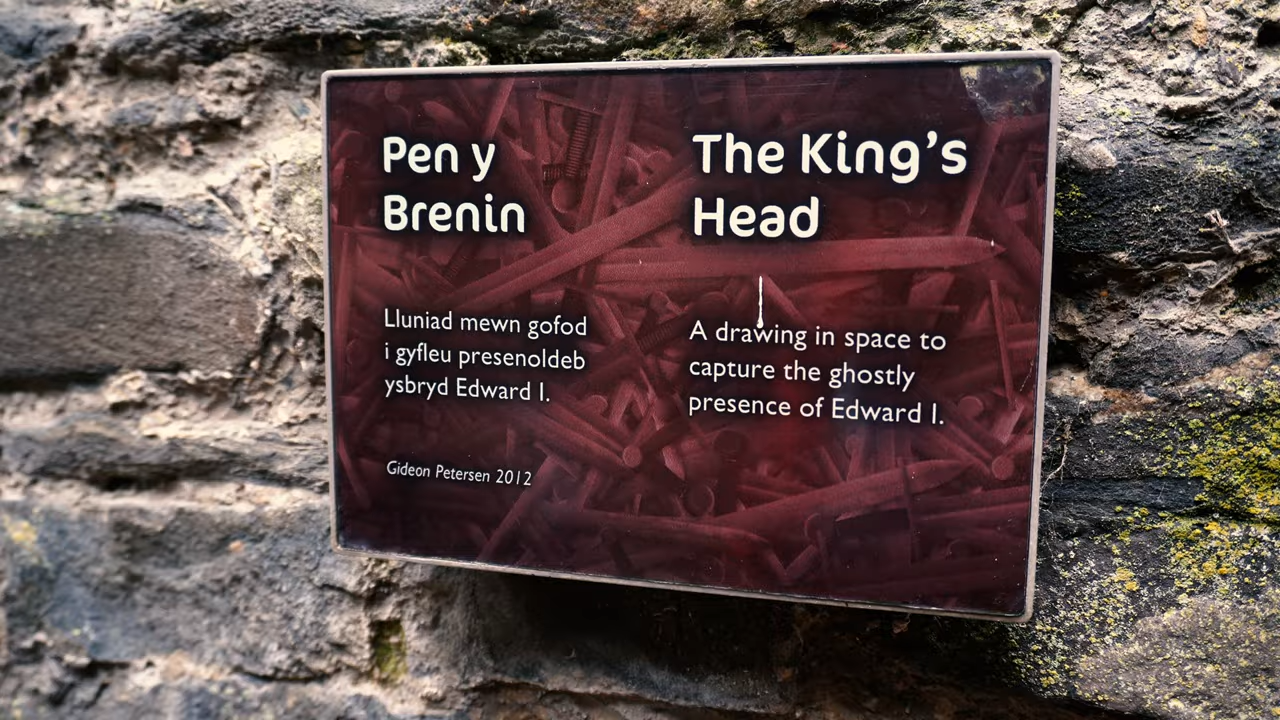 Pen y
Brenin
Lluniad mewn gofod
i gyfleu presenoldeb
ysbryd Edward I.
Gideon Petersen 2012
The King's
Head
A drawing in space to
capture the ghostly
presence of Edward I.